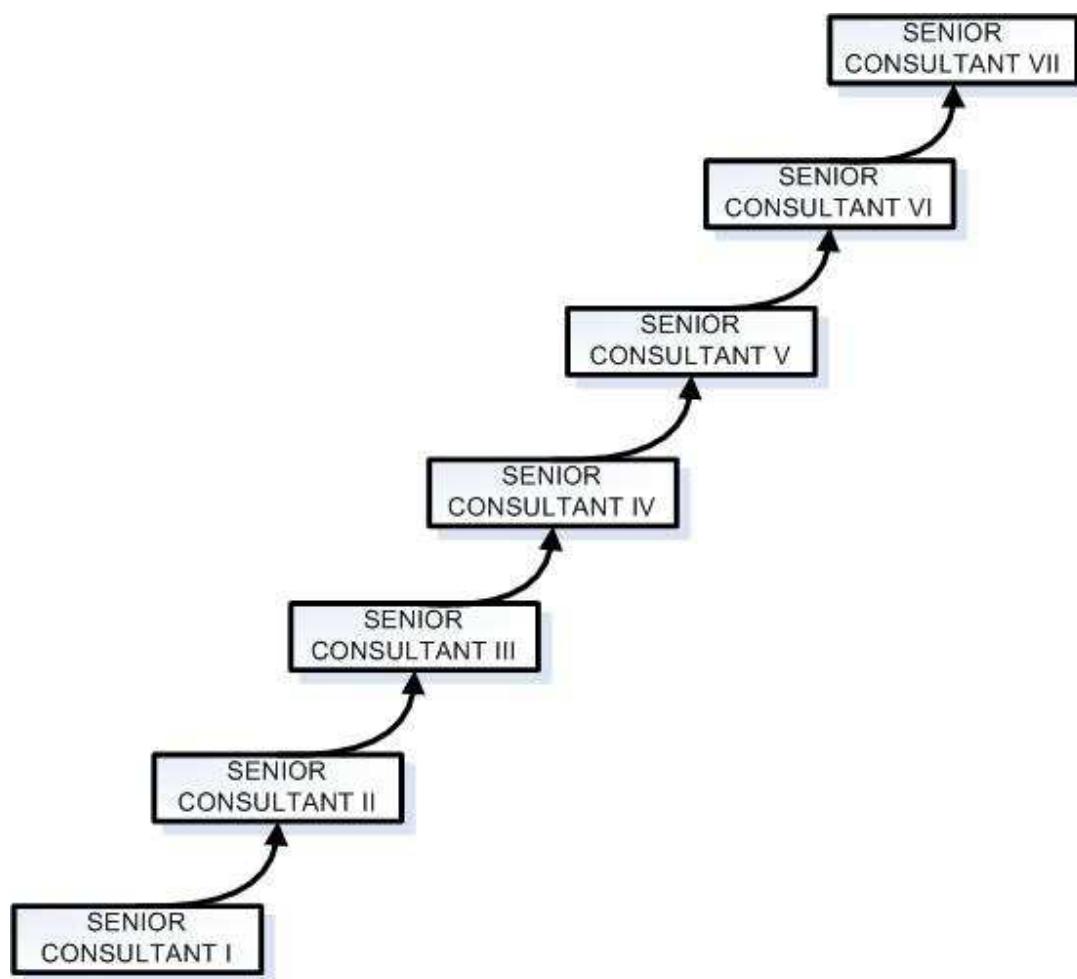 SENIOR
CONSULTANT VII
SENIOR
CONSULTANT VI
SENIOR
CONSULTANT V
SENIOR
CONSULTANT IV
SENIOR
CONSULTANT III
SENIOR
CONSULTANT II
SENIOR
CONSULTANT I